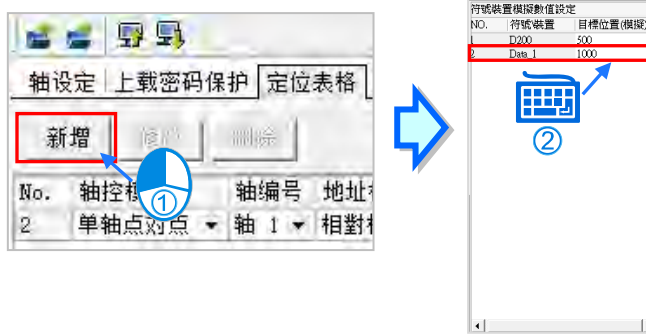 轴设定 上载密码保护 定位表格
新增 修改 删除
No. 轴控模 轴编号 地址
2 单轴点对点 轴 1 相對
①
符號裝置模擬數值設定
NO. 符號裝置 目標位置(模擬)
1 D200 500
2 Data_1 1000
②